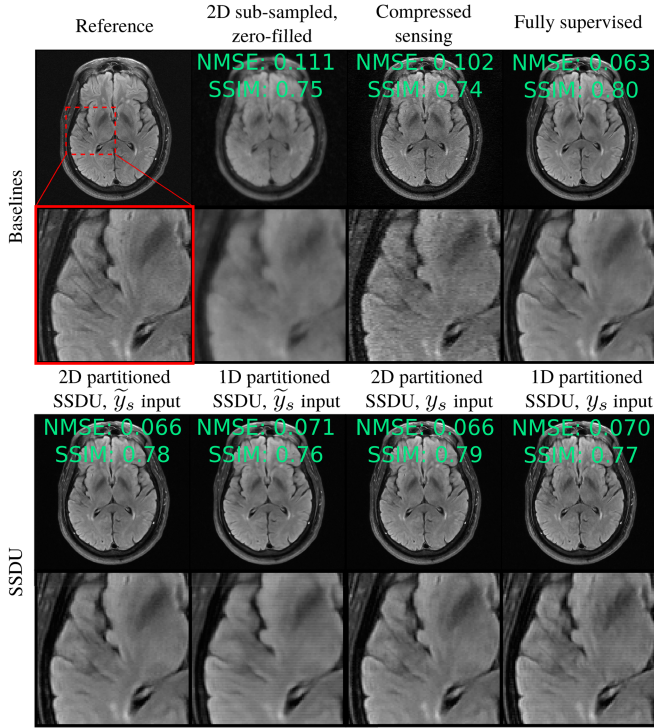 Reference
2D sub-sampled,
zero-filled
Compressed
sensing
Fully supervised
Baselines
NMSE: 0.111
SSIM: 0.75
NMSE: 0.102
SSIM: 0.74
NMSE: 0.063
SSIM: 0.80
2D partitioned
SSDU, ỹₛ input
1D partitioned
SSDU, ỹₛ input
2D partitioned
SSDU, yₛ input
1D partitioned
SSDU, yₛ input
SSDU
NMSE: 0.066
SSIM: 0.78
NMSE: 0.071
SSIM: 0.76
NMSE: 0.066
SSIM: 0.79
NMSE: 0.070
SSIM: 0.77